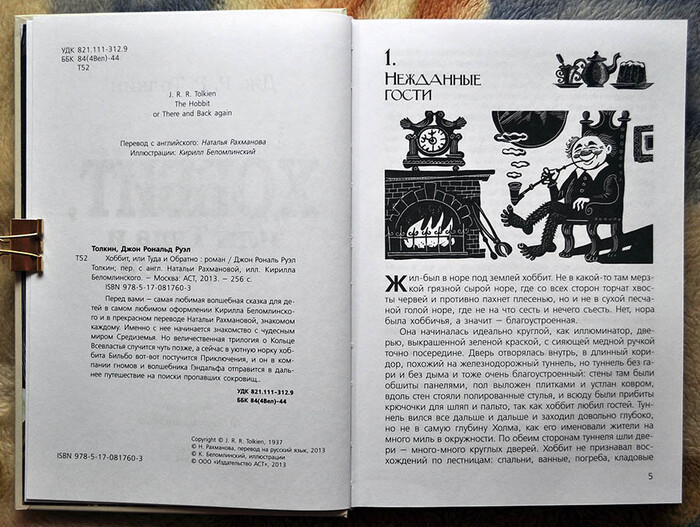 УДК 821.111-312.9
ББК 84(4Вел)-44
Т52
J. R. R. Tolkien
The Hobbit
or There and Back again
Перевод с английского: Наталья Рахманова
Иллюстрации: Кирилл Беломлинский
Толкин, Джон Рональд Руэл
Т52 Хоббит, или Туда и Обратно : роман / Джон Рональ Руэл
Толкин; пер. с англ. Натальи Рахмановой, илл. Кирилла
Беломлинского. – Москва: АСТ, 2013. – 256 с.
ISBN 978-5-17-081760-3
Перед вами – самая любимая волшебная сказка для де-
тей в самом любимом оформлении Кирилла Беломлинско-
го и в прекрасном переводе Натальи Рахмановой, знакомом
каждому. Именно с нее начинается знакомство с чудесным
миром Средиземья. Но величественная трилогия о Кольце
Всевластья случится чуть позже, а сейчас в уютную норку хобби-
та Бильбо вот-вот постучится Приключения, и он в ком-
пании гномов и волшебника Гэндальфа отправится в даль-
нее путешествие на поиски пропавших сокровищ..
УДК 821.111-312.9
ББК 84(4Вел)-44
Copyright © J. R. R. Tolkien, 1937
© Н. Рахманова, перевод на русский язык, 2013
© К. Беломлинский, иллюстрации
ISBN 978-5-17-081760-3 © ООО «Издательство АСТ», 2013
1.
НЕЖДАННЫЕ
ГОСТИ
Жил-был в норе под землей хоббит. Не в какой-то там мерз-
кой грязной сырой норе, где со всех сторон торчат хвос-
ты червей и противно пахнет плесенью, но и не в сухой песча-
ной голой норе, где не на что сесть и нечего съесть. Нет, нора
была хоббичья, а значит – благоустроенная.
Она начиналась идеально круглой, как иллюминатор, две-
рью, выкрашенной зеленой краской, с сияющей медной ручкой
точно посередине. Дверь отворялась внутрь, в длинный кори-
дор, похожий на железнодорожный туннель, но туннель без га-
ри и без дыма и тоже очень благоустроенный: стены там были
обшиты панелями, пол выложен плитками и устлан ковром,
вдоль стен стояли полированные стулья, и всюду были прибиты
крючочки для шляп и пальто, так как хоббит любил гостей. Тун-
нель вился все дальше и дальше и заходил довольно глубоко,
но не в самую глубину Холма, как его именовали жители на
много миль в окружности. По обеим сторонам туннеля шли две-
ри – много-много круглых дверей. Хоббит не признавал вос-
хождений по лестницам: спальни, ванные, погреба, кладовые
5